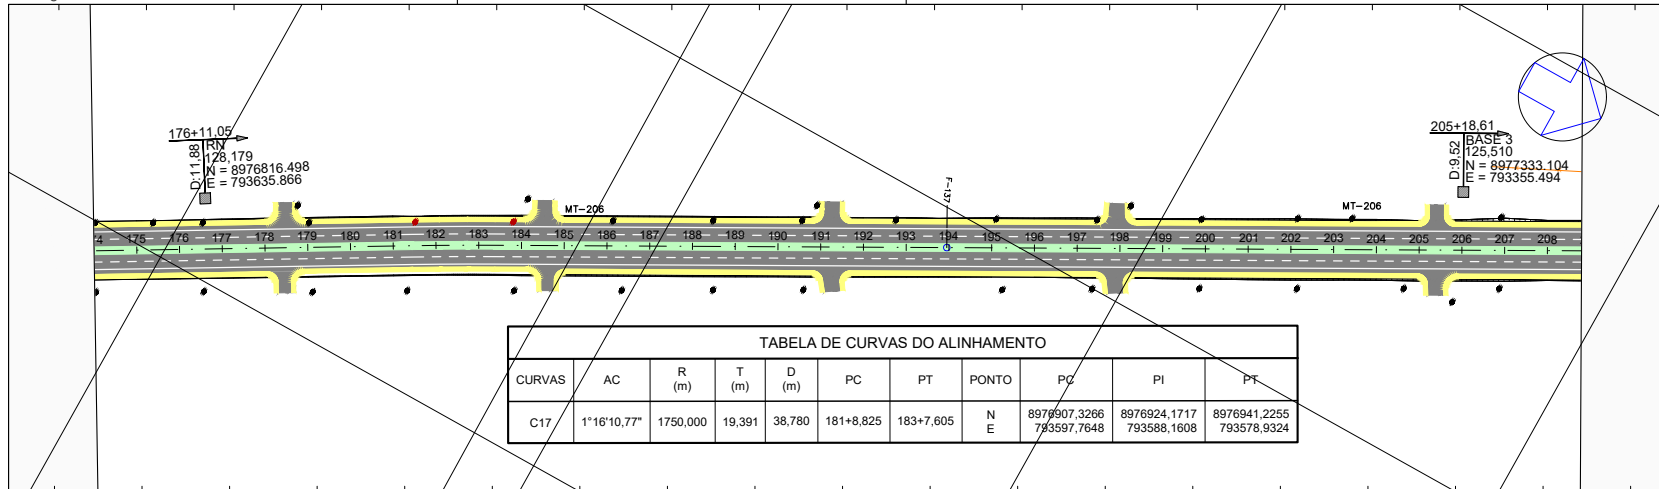 176+11,05
RN
128,179
N = 8976816.498
E = 793635.866
D:11,88
205+18,61
BASE 3
125,510
N = 8977333.104
E = 793355.494
D:9,52
F-137
MT-206
MT-206
4 175 176 177 178 179 180 181 182 183 184 185 186 187 188 189 190 191 192 193 194 195 196 197 198 199 200 201 202 203 204 205 206 207 208
TABELA DE CURVAS DO ALINHAMENTO
CURVAS AC R (m) T (m) D (m) PC PT PONTO PC PI PT
C17 1°16'10,77" 1750,000 19,391 38,780 181+8,825 183+7,605 N 8976907,3266 8976924,1717 8976941,2255
E 793597,7648 793588,1608 793578,9324